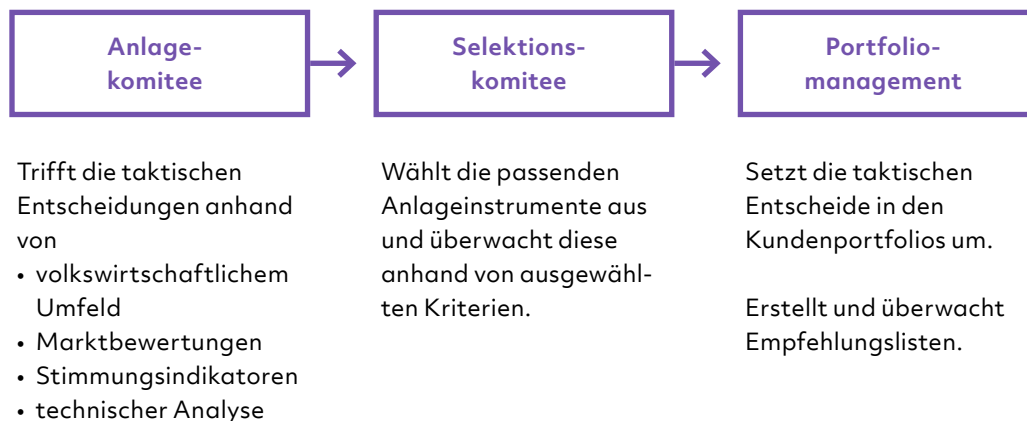 Anlage-
komitee
Selektions-
komitee
Portfolio-
management
Trifft die taktischen
Entscheidungen anhand
von
• volkswirtschaftlichem
Umfeld
• Marktbewertungen
• Stimmungsindikatoren
• technischer Analyse
Wählt die passenden
Anlageinstrumente aus
und überwacht diese
anhand von ausgewähl-
ten Kriterien.
Setzt die taktischen
Entscheide in den
Kundenportfolios um.
Erstellt und überwacht
Empfehlungslisten.